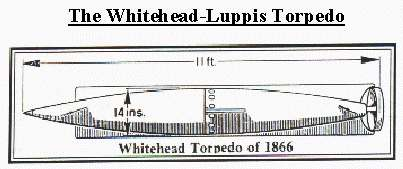 The Whitehead-Luppis Torpedo
11 ft.
14 ins.
Whitehead Torpedo of 1866